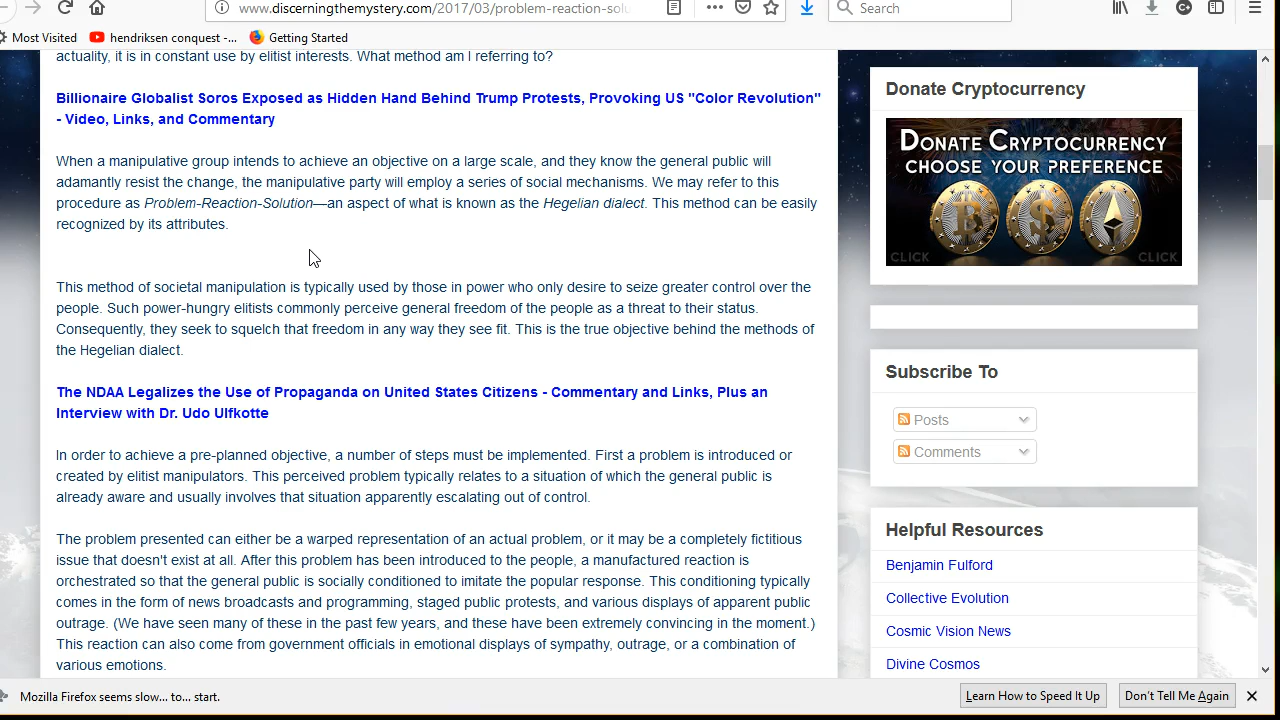 www.discerningthemystery.com/2017/03/problem-reaction-solu
Search
Most Visited
hendriksen conquest -...
Getting Started
actuality, it is in constant use by elitist interests. What method am I referring to?
Billionaire Globalist Soros Exposed as Hidden Hand Behind Trump Protests, Provoking US "Color Revolution"
- Video, Links, and Commentary
When a manipulative group intends to achieve an objective on a large scale, and they know the general public will
adamantly resist the change, the manipulative party will employ a series of social mechanisms. We may refer to this
procedure as Problem-Reaction-Solution—an aspect of what is known as the Hegelian dialect. This method can be easily
recognized by its attributes.
This method of societal manipulation is typically used by those in power who only desire to seize greater control over the
people. Such power-hungry elitists commonly perceive general freedom of the people as a threat to their status.
Consequently, they seek to squelch that freedom in any way they see fit. This is the true objective behind the methods of
the Hegelian dialect.
The NDAA Legalizes the Use of Propaganda on United States Citizens - Commentary and Links, Plus an
Interview with Dr. Udo Ulfkotte
In order to achieve a pre-planned objective, a number of steps must be implemented. First a problem is introduced or
created by elitist manipulators. This perceived problem typically relates to a situation of which the general public is
already aware and usually involves that situation apparently escalating out of control.
The problem presented can either be a warped representation of an actual problem, or it may be a completely fictitious
issue that doesn't exist at all. After this problem has been introduced to the people, a manufactured reaction is
orchestrated so that the general public is socially conditioned to imitate the popular response. This conditioning typically
comes in the form of news broadcasts and programming, staged public protests, and various displays of apparent public
outrage. (We have seen many of these in the past few years, and these have been extremely convincing in the moment.)
This reaction can also come from government officials in emotional displays of sympathy, outrage, or a combination of
various emotions.
Donate Cryptocurrency
DONATE CRYPTOCURRENCY
CHOOSE YOUR PREFERENCE
CLICK
CLICK
Subscribe To
Posts
Comments
Helpful Resources
Benjamin Fulford
Collective Evolution
Cosmic Vision News
Divine Cosmos
Mozilla Firefox seems slow... to... start.
Learn How to Speed It Up
Don't Tell Me Again